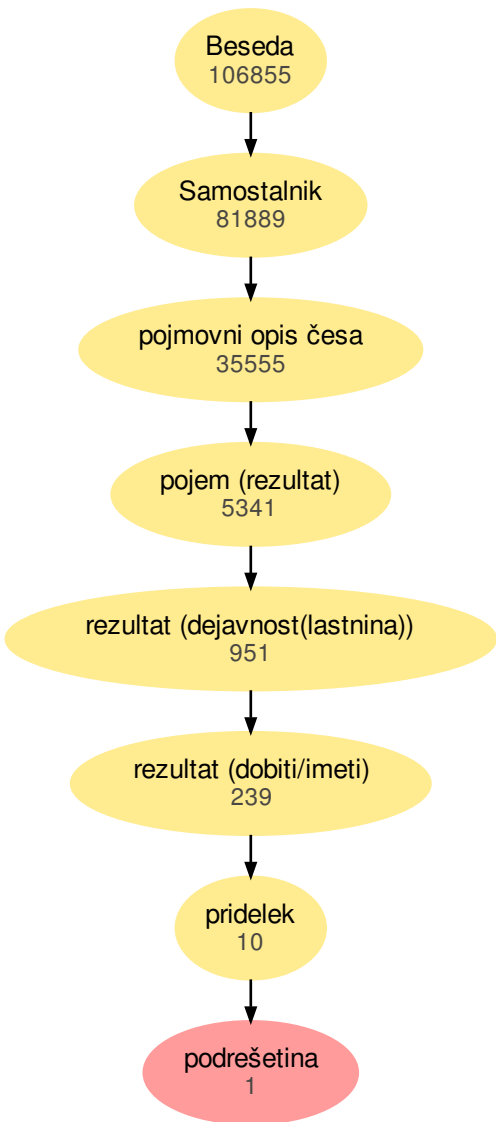 Beseda
106855
Samostalnik
81889
pojmovni opis česa
35555
pojem (rezultat)
5341
rezultat (dejavnost(lastnina))
951
rezultat (dobiti/imeti)
239
pridelek
10
podrešetina
1